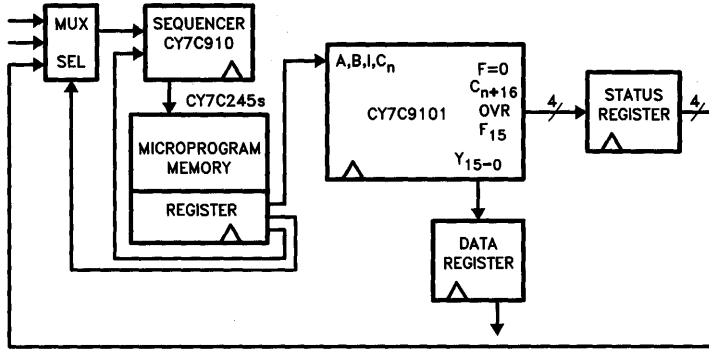 MUX
SEL
SEQUENCER
CY7C910
CY7C245s
MICROPROGRAM
MEMORY
REGISTER
A,B,I,Cn
CY7C9101
F=0
Cn+16
OVR
F15
Y15-0
4
STATUS
REGISTER
4
DATA
REGISTER